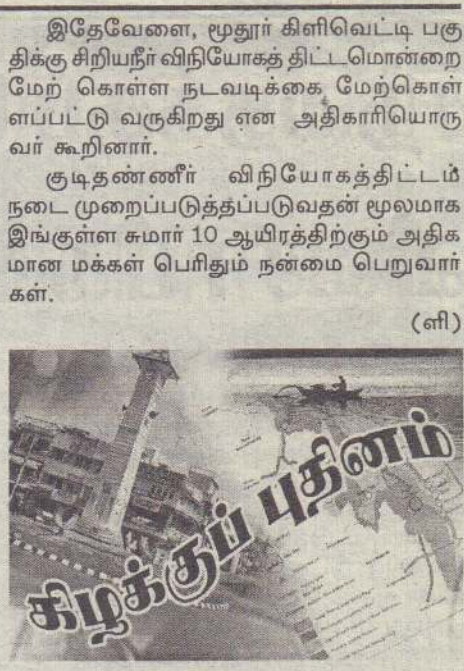 இதேவேளை, மூதூர் கிளிவெட்டி பகு
திக்கு சிறியநீர் விநியோகத் திட்டமொன்றை
மேற் கொள்ள நடவடிக்கை மேற்கொள்
ளப்பட்டு வருகிறது என அதிகாரியொரு
வர் கூறினார்.
குடிதண்ணீர் விநியோகத்திட்டம்
நடை முறைப்படுத்தப்படுவதன் மூலமாக
இங்குள்ள சுமார் 10 ஆயிரத்திற்கும் அதிக
மான மக்கள் பெரிதும் நன்மை பெறுவார்
கள்.
(ளி)
கிழக்குப் புதினம்